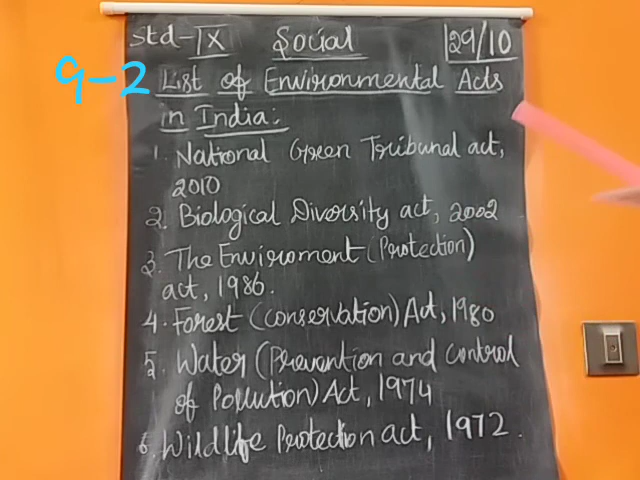 Std-IX Social 29/10
9-2 List of Environmental Acts
in India:
1. National Green Tribunal act,
2010
2. Biological Diversity act, 2002
3. The Enviroment (Protection)
act, 1986.
4. Forest (conservation) Act, 1980
5. Water (Prevention and control
of Pollution) Act, 1974
6. Wildlife Protection act, 1972.